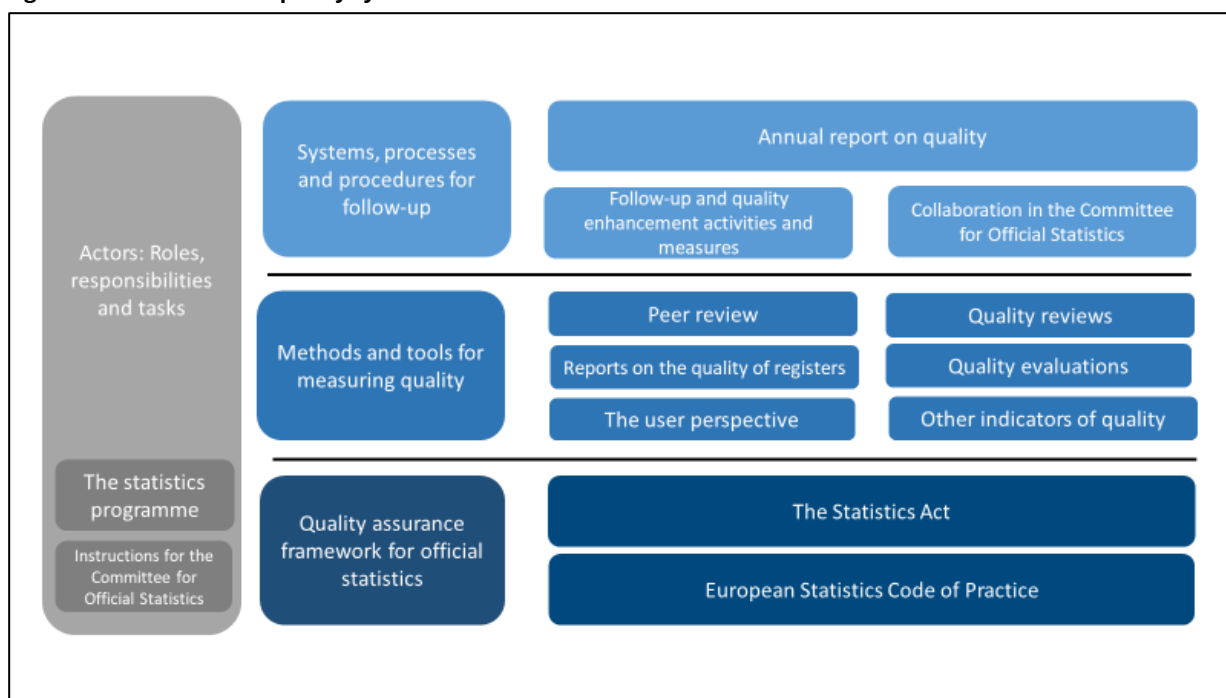 Actors: Roles,
responsibilities
and tasks
The statistics
programme
Instructions for the
Committee for
Official Statistics
Systems, processes
and procedures for
follow-up
Annual report on quality
Follow-up and quality
enhancement activities and
measures
Collaboration in the Committee
for Official Statistics
Methods and tools for
measuring quality
Peer review
Quality reviews
Reports on the quality of registers
Quality evaluations
The user perspective
Other indicators of quality
Quality assurance
framework for official
statistics
The Statistics Act
European Statistics Code of Practice